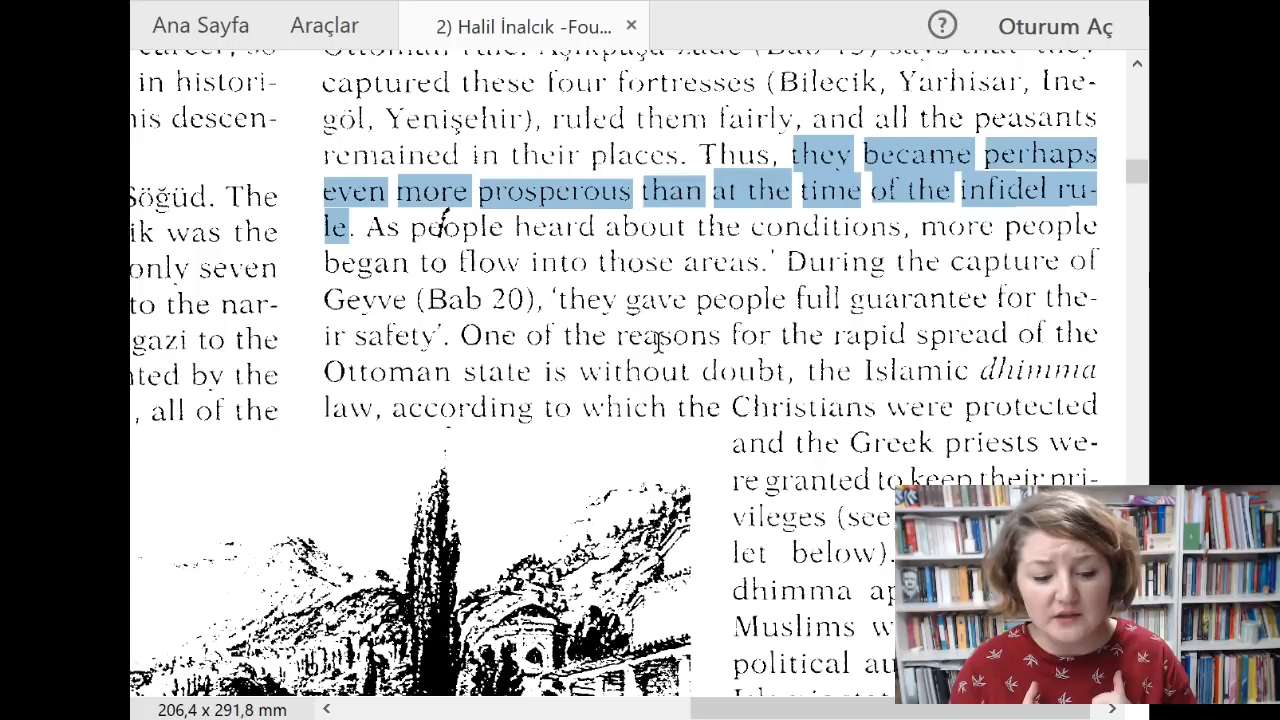 Ana Sayfa
Araçlar
2) Halil İnalcık -Fou...
×
?
Oturum Aç
in histori-
his descen-
Söğüd. The
ik was the
only seven
to the nar-
gazi to the
nted by the
, all of the
captured these four fortresses (Bilecik, Yarhisar, Ine-
göl, Yenişehir), ruled them fairly, and all the peasants
remained in their places. Thus, they became perhaps
even more prosperous than at the time of the infidel ru-
le. As people heard about the conditions, more people
began to flow into those areas.' During the capture of
Geyve (Bab 20), 'they gave people full guarantee for the-
ir safety'. One of the reasons for the rapid spread of the
Ottoman state is without doubt, the Islamic dhimma
law, according to which the Christians were protected
and the Greek priests we-
re granted to keep their pri-
vileges (see,
let below).
dhimma ap
Muslims w
political au
206,4 x 291,8 mm